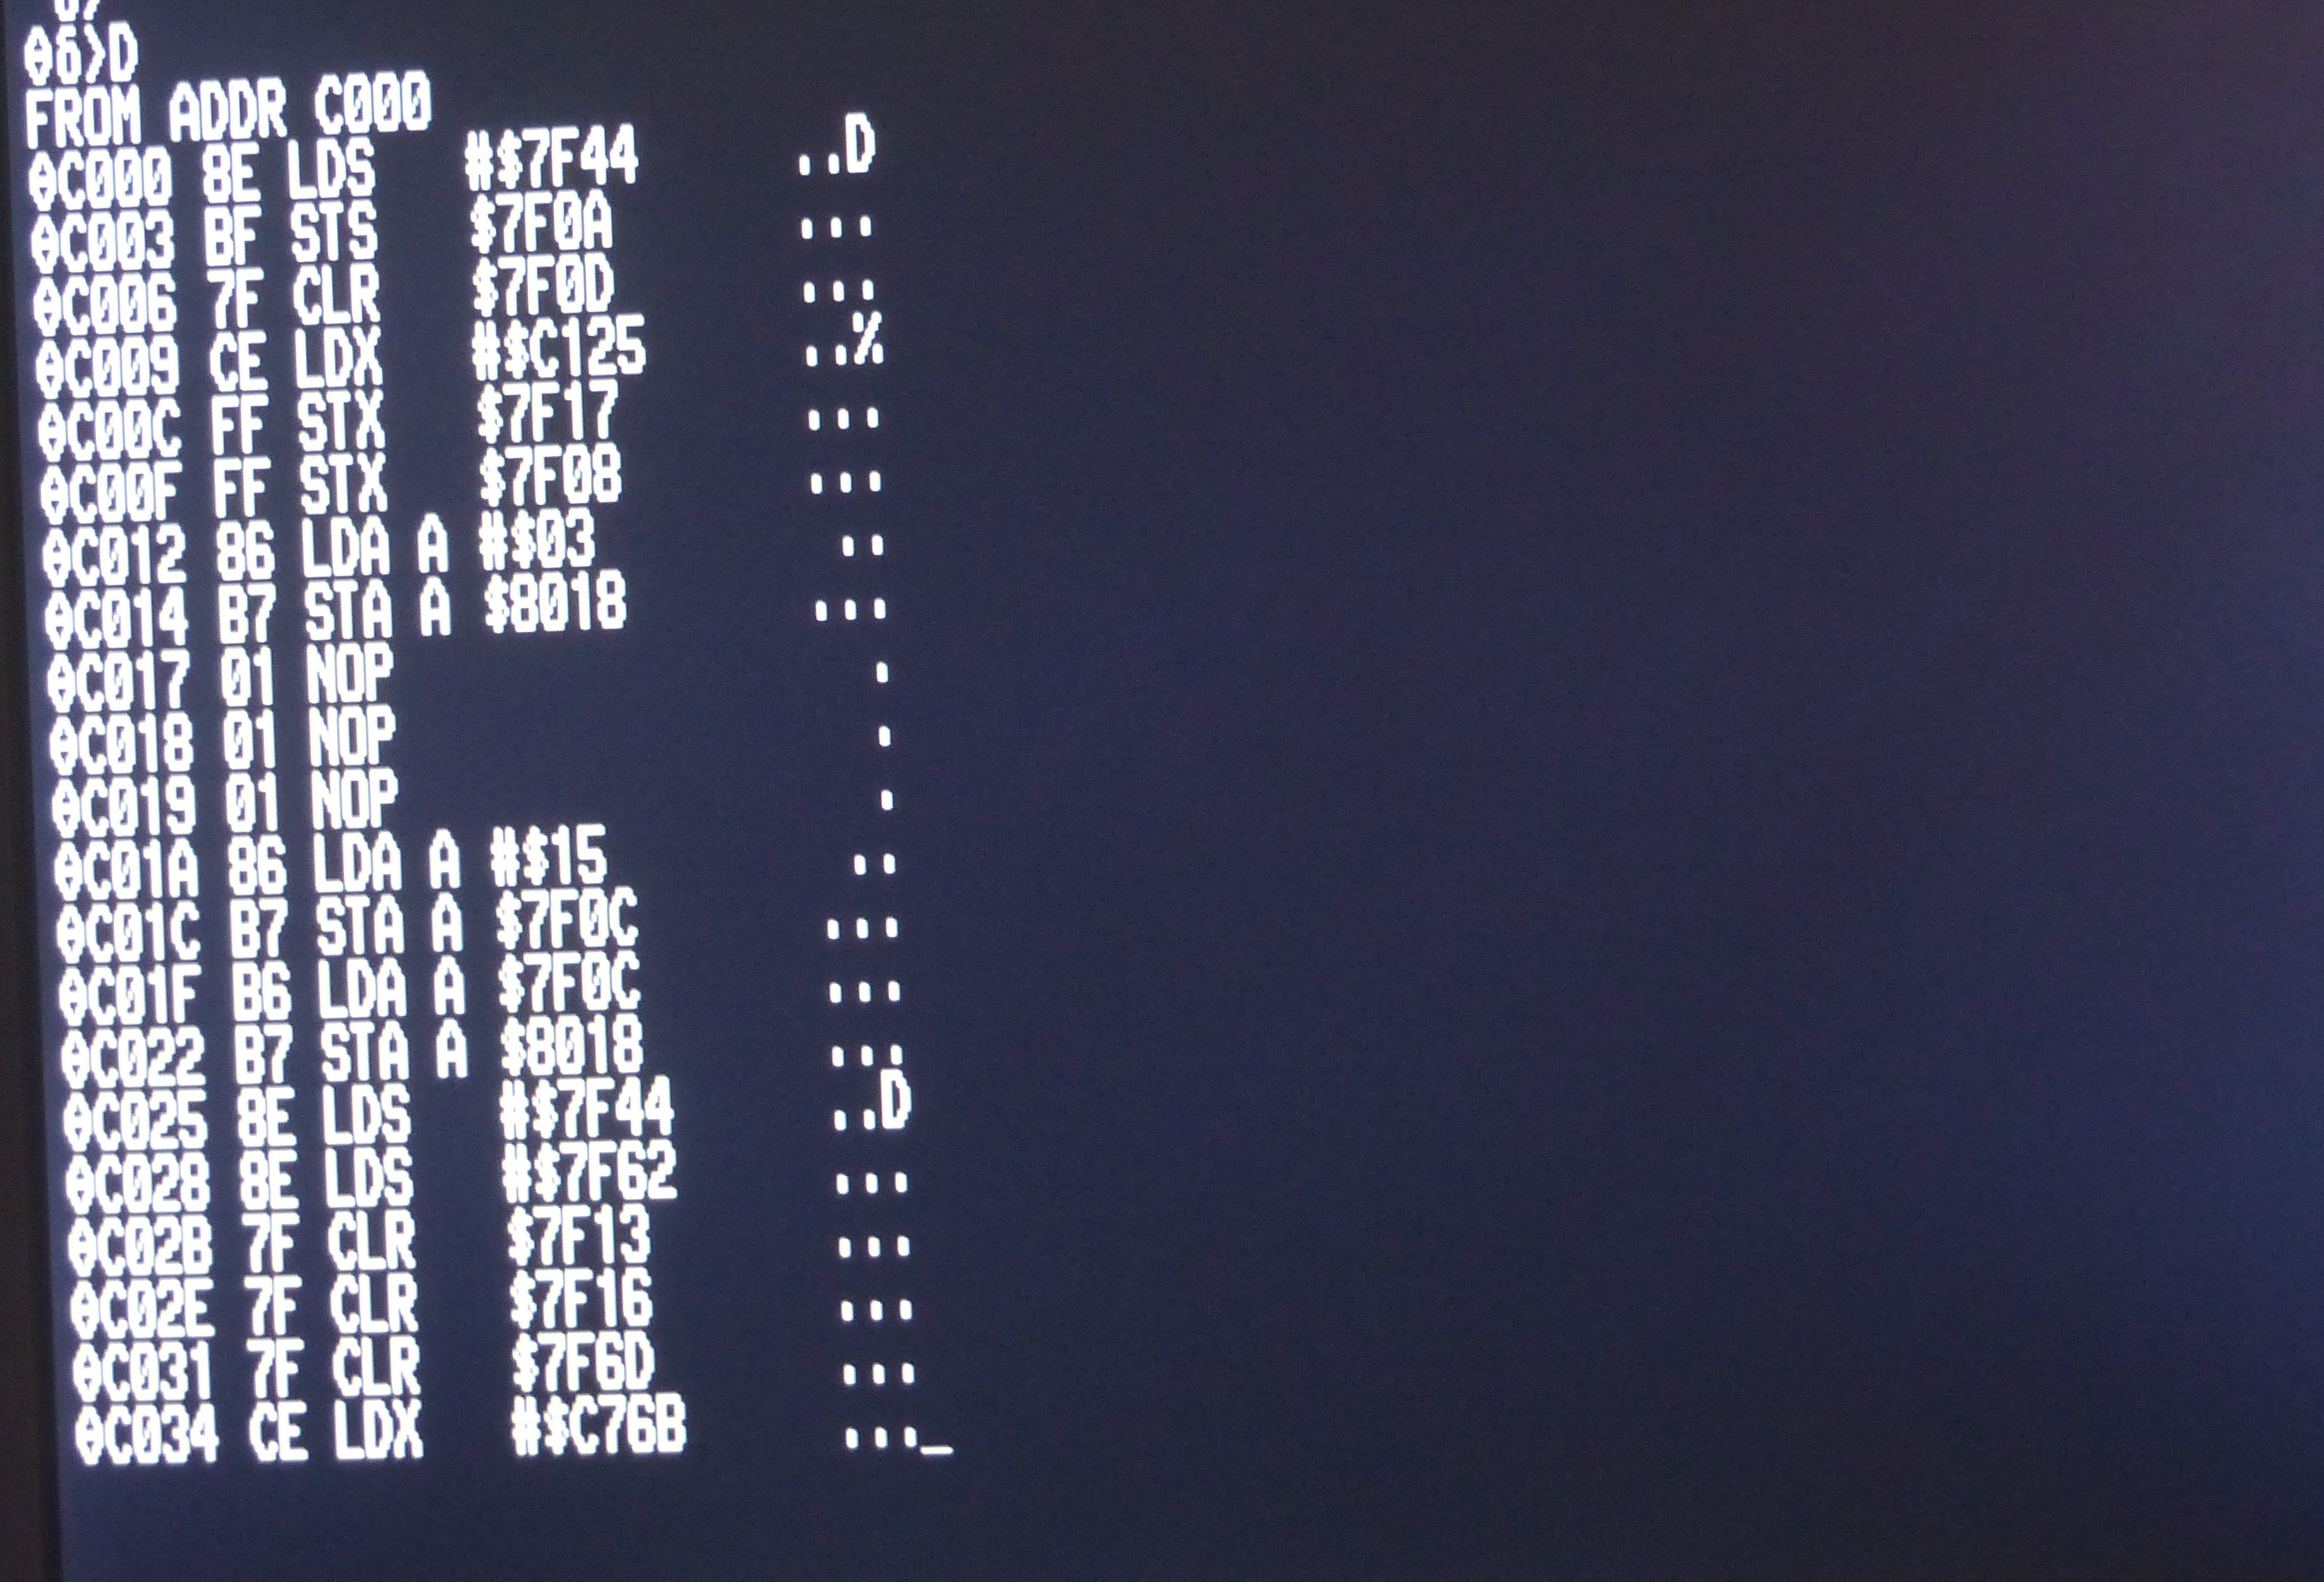 θδ>D
FROM ADDR C000
θC000 8E LDS   #$7F44     ..D
θC003 BF STS   $7F0A      ...
θC006 7F CLR   $7F0D      ...
θC009 CE LDX   #$C125     ..%
θC00C FF STX   $7F17      ...
θC00F FF STX   $7F08      ...
θC012 86 LDA A #$03        ..
θC014 B7 STA A $8018      ...
θC017 01 NOP                .
θC018 01 NOP                .
θC019 01 NOP                .
θC01A 86 LDA A #$15        ..
θC01C B7 STA A $7F0C      ...
θC01F B6 LDA A $7F0C      ...
θC022 B7 STA A $8018      ...
θC025 8E LDS   #$7F44     ..D
θC028 8E LDS   #$7F62     ...
θC02B 7F CLR   $7F13      ...
θC02E 7F CLR   $7F16      ...
θC031 7F CLR   $7F6D      ...
θC034 CE LDX   #$C76B     ..._